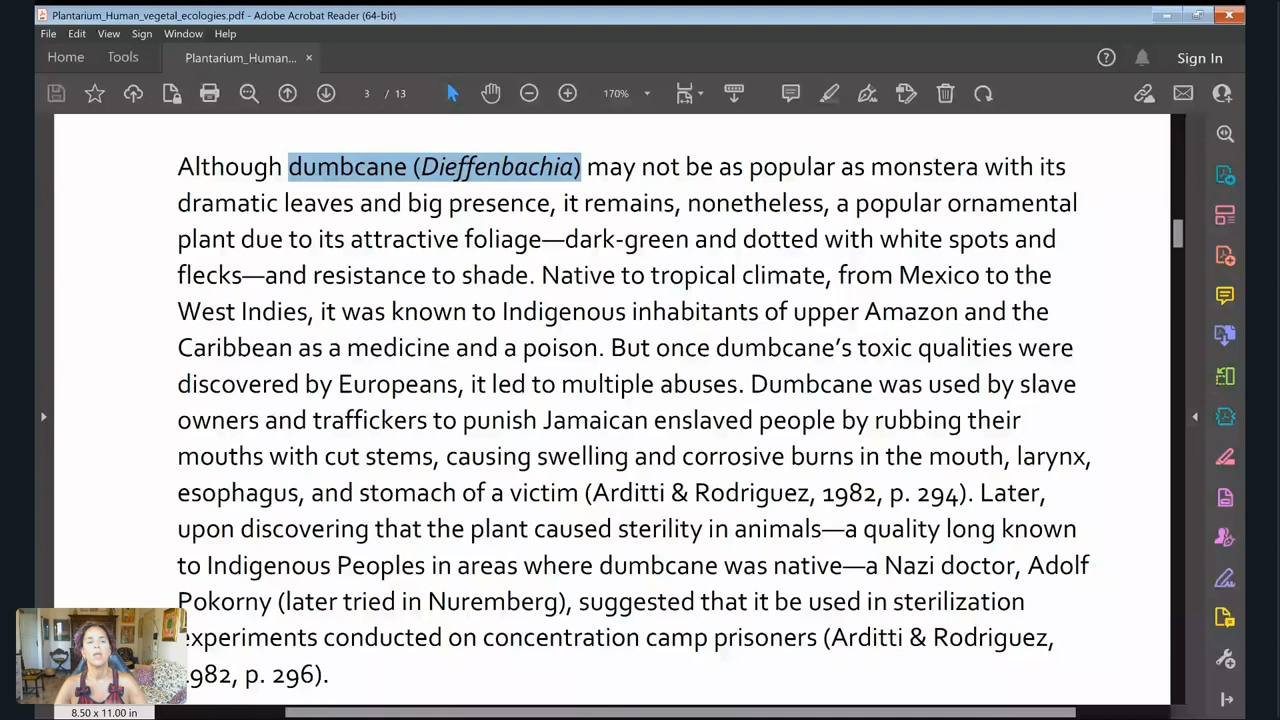 Plantarium_Human_vegetal_ecologies.pdf - Adobe Acrobat Reader (64-bit)
File Edit View Sign Window Help
Home Tools Plantarium_Human... × Sign In
3 / 13 170%
Although dumbcane (Dieffenbachia) may not be as popular as monstera with its
dramatic leaves and big presence, it remains, nonetheless, a popular ornamental
plant due to its attractive foliage—dark-green and dotted with white spots and
flecks—and resistance to shade. Native to tropical climate, from Mexico to the
West Indies, it was known to Indigenous inhabitants of upper Amazon and the
Caribbean as a medicine and a poison. But once dumbcane’s toxic qualities were
discovered by Europeans, it led to multiple abuses. Dumbcane was used by slave
owners and traffickers to punish Jamaican enslaved people by rubbing their
mouths with cut stems, causing swelling and corrosive burns in the mouth, larynx,
esophagus, and stomach of a victim (Arditti & Rodriguez, 1982, p. 294). Later,
upon discovering that the plant caused sterility in animals—a quality long known
to Indigenous Peoples in areas where dumbcane was native—a Nazi doctor, Adolf
Pokorny (later tried in Nuremberg), suggested that it be used in sterilization
experiments conducted on concentration camp prisoners (Arditti & Rodriguez,
1982, p. 296).
8.50 x 11.00 in